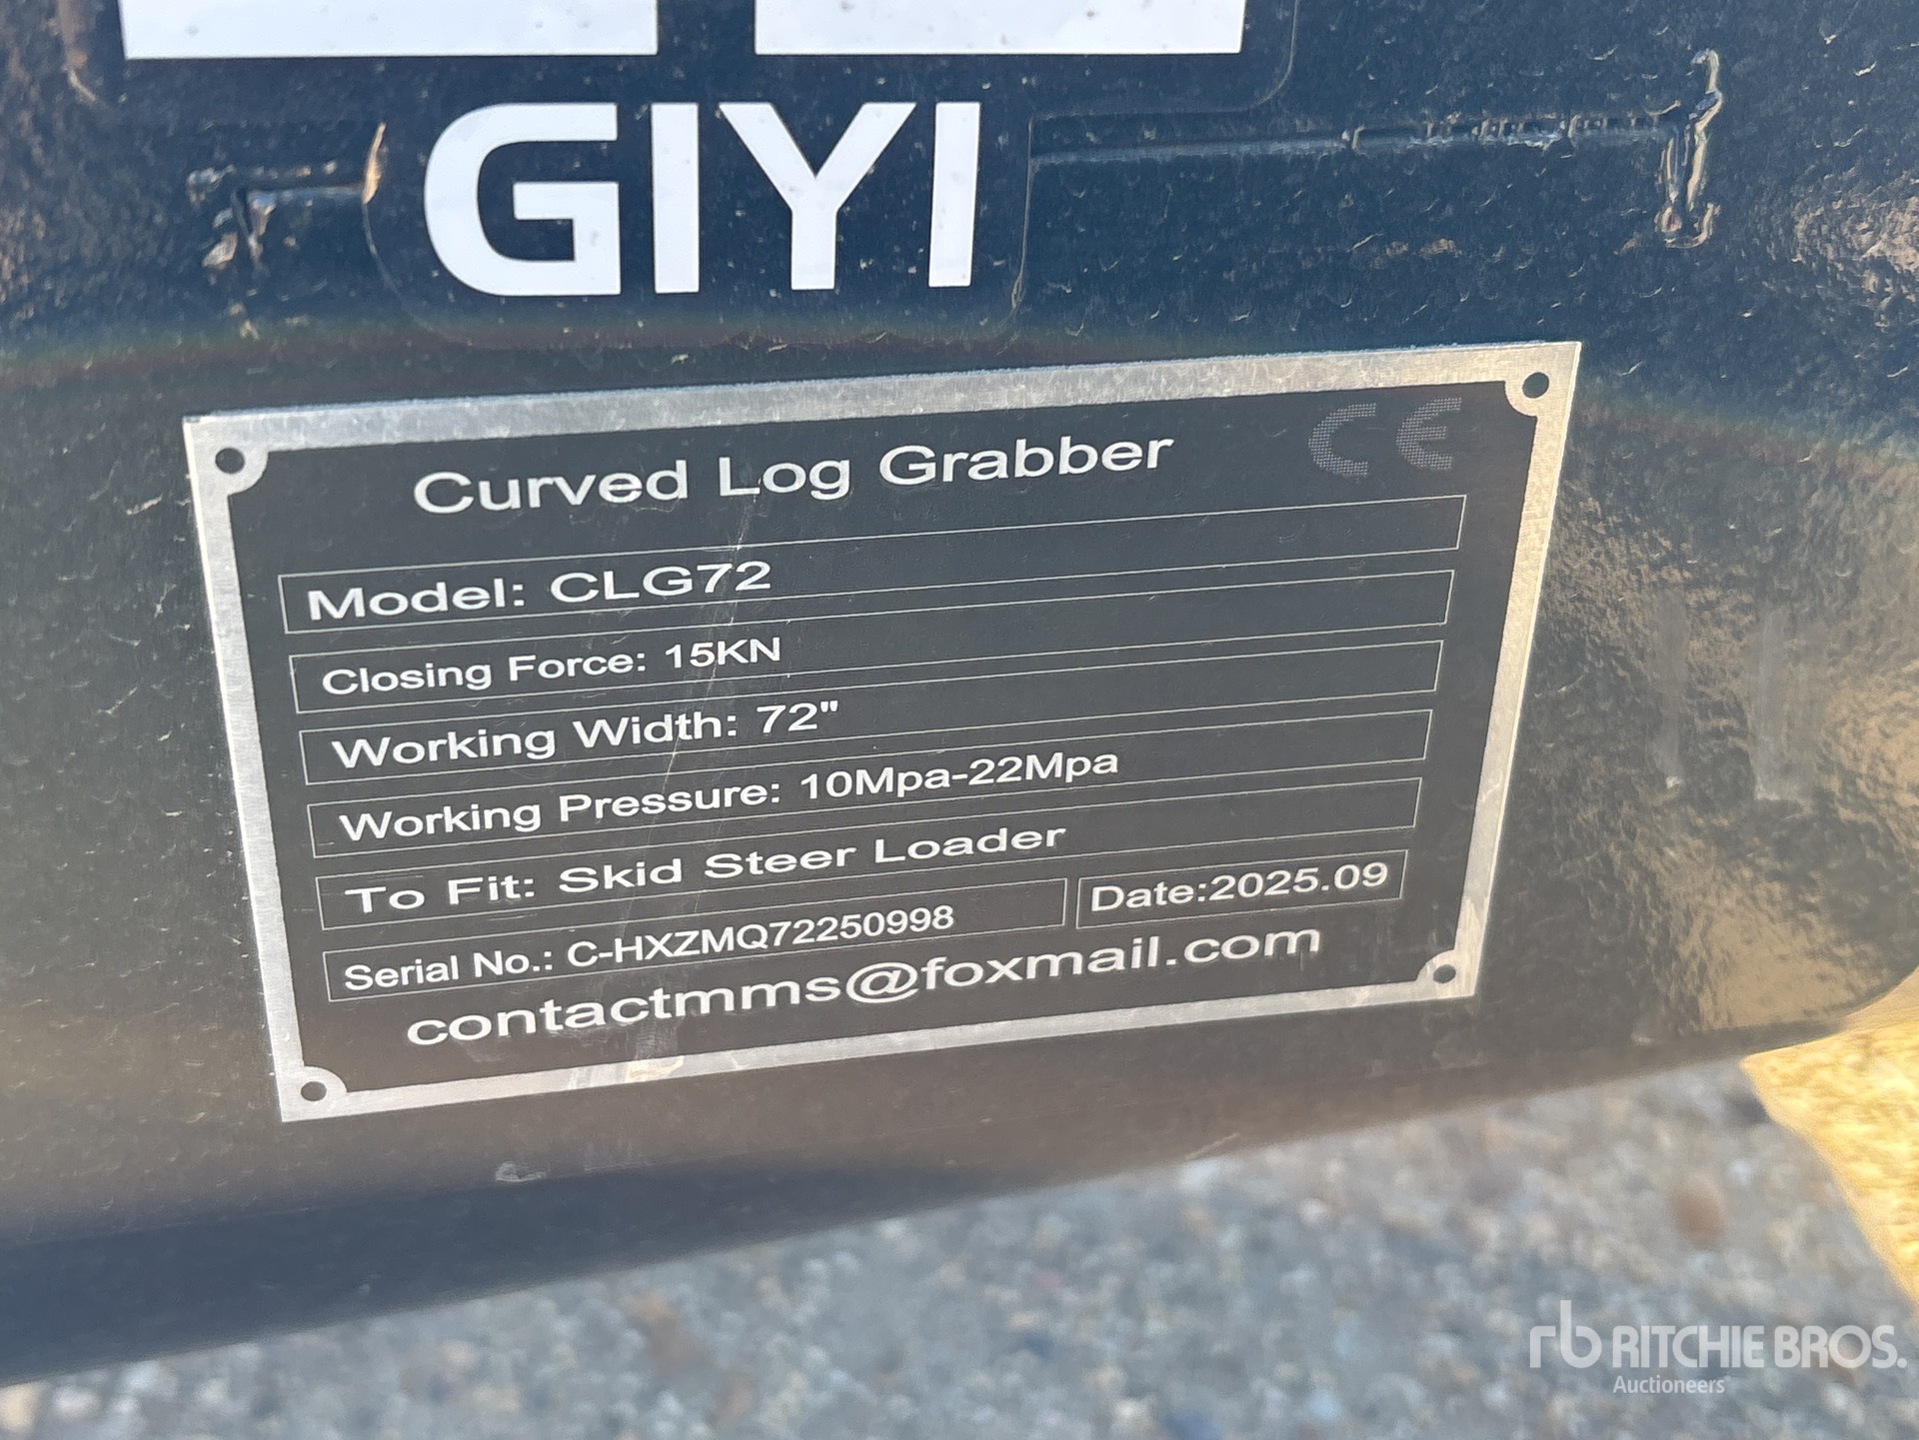 GIYI
Curved Log Grabber
CE
Model: CLG72
Closing Force: 15KN
Working Width: 72"
Working Pressure: 10Mpa-22Mpa
To Fit: Skid Steer Loader
Serial No.: C-HXZMQ72250998
Date:2025.09
contactmms@foxmail.com
rb RITCHIE BROS.
Auctioneers